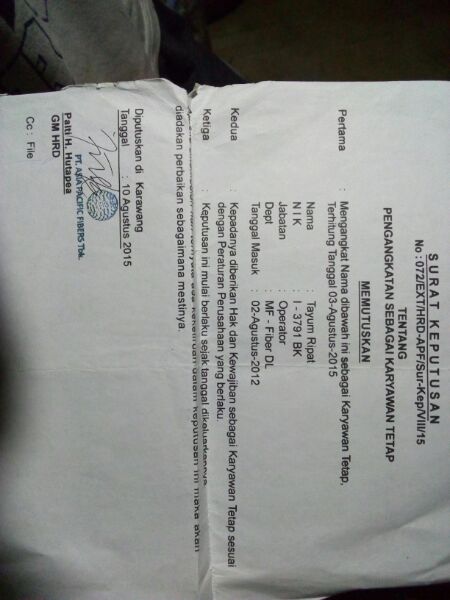 SURAT KEPUTUSAN
No : 072/EXT/HRD-APF/Sur-Kep/VIII/15
TENTANG
PENGANGKATAN SEBAGAI KARYAWAN TETAP
MEMUTUSKAN
Pertama : Mengangkat Nama dibawah ini sebagai Karyawan Tetap,
Terhitung Tanggal 03-Agustus-2015
Nama : Tayum Ripat
N I K : I - 3791 BK
Jabatan : Operator
Dept : MF - Fiber DL
Tanggal Masuk : 02-Agustus-2012
Kedua : Kepadanya diberikan Hak dan Kewajiban sebagai Karyawan Tetap sesuai
dengan Peraturan Perusahaan yang berlaku.
Ketiga : Keputusan ini mulai berlaku sejak tanggal dikeluarkannya
dalam keputusan ini maka akan
diadakan perbaikan sebagaimana mestinya.
Diputuskan di Karawang
Tanggal : 10 Agustus 2015
PT. ASIA PACIFIC FIBERS Tbk.
Patti H. Hutapea
GM HRD
Cc : File